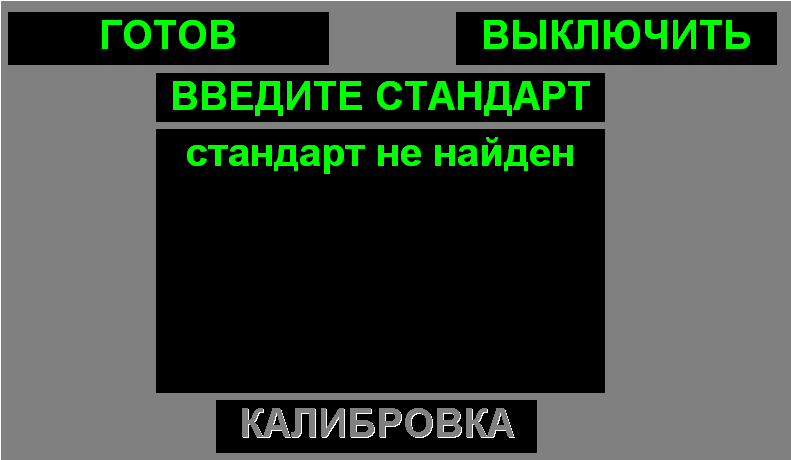 ГОТОВ
ВЫКЛЮЧИТЬ
ВВЕДИТЕ СТАНДАРТ
стандарт не найден
КАЛИБРОВКА